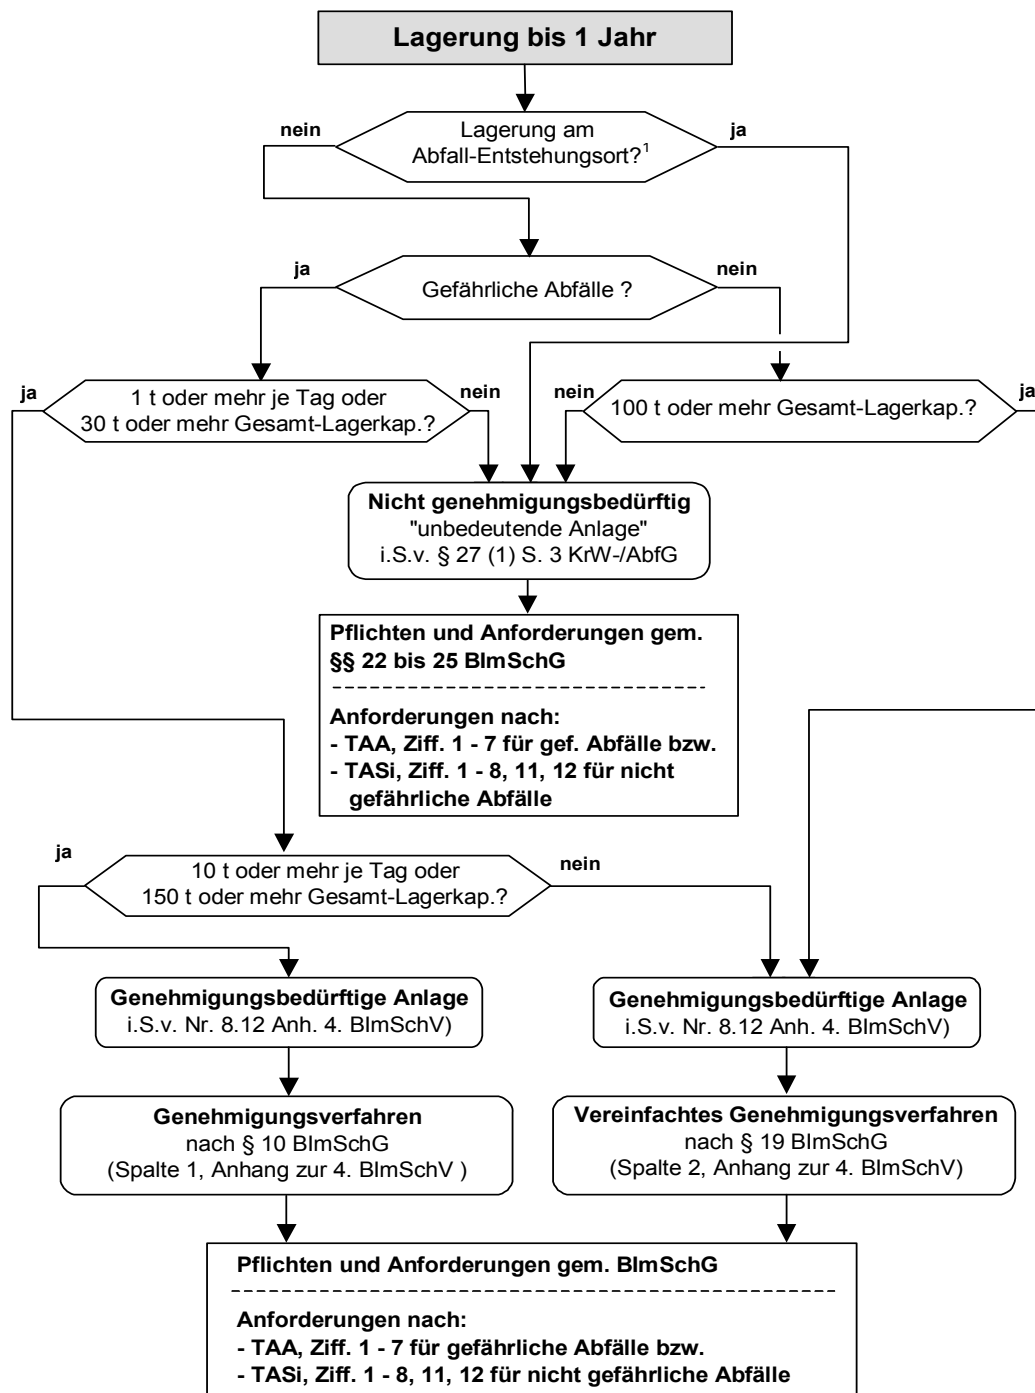 Lagerung bis 1 Jahr
nein
Lagerung am
Abfall-Entstehungsort?¹
ja
ja
Gefährliche Abfälle ?
nein
ja
1 t oder mehr je Tag oder
30 t oder mehr Gesamt-Lagerkap.?
nein
nein
100 t oder mehr Gesamt-Lagerkap.?
ja
Nicht genehmigungsbedürftig
"unbedeutende Anlage"
i.S.v. § 27 (1) S. 3 KrW-/AbfG
Pflichten und Anforderungen gem.
§§ 22 bis 25 BImSchG
Anforderungen nach:
- TAA, Ziff. 1 - 7 für gef. Abfälle bzw.
- TASi, Ziff. 1 - 8, 11, 12 für nicht
gefährliche Abfälle
ja
10 t oder mehr je Tag oder
150 t oder mehr Gesamt-Lagerkap.?
nein
Genehmigungsbedürftige Anlage
i.S.v. Nr. 8.12 Anh. 4. BImSchV)
Genehmigungsbedürftige Anlage
i.S.v. Nr. 8.12 Anh. 4. BImSchV)
Genehmigungsverfahren
nach § 10 BImSchG
(Spalte 1, Anhang zur 4. BImSchV )
Vereinfachtes Genehmigungsverfahren
nach § 19 BImSchG
(Spalte 2, Anhang zur 4. BImSchV)
Pflichten und Anforderungen gem. BImSchG
Anforderungen nach:
- TAA, Ziff. 1 - 7 für gefährliche Abfälle bzw.
- TASi, Ziff. 1 - 8, 11, 12 für nicht gefährliche Abfälle